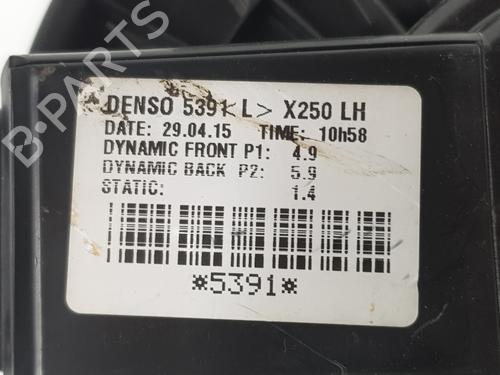 DENSO 5391<L> X250 LH
DATE: 29.04.15 TIME: 10h58
DYNAMIC FRONT P1: 4.9
DYNAMIC BACK P2: 5.9
STATIC: 1.4
*5391*
B-PARTS